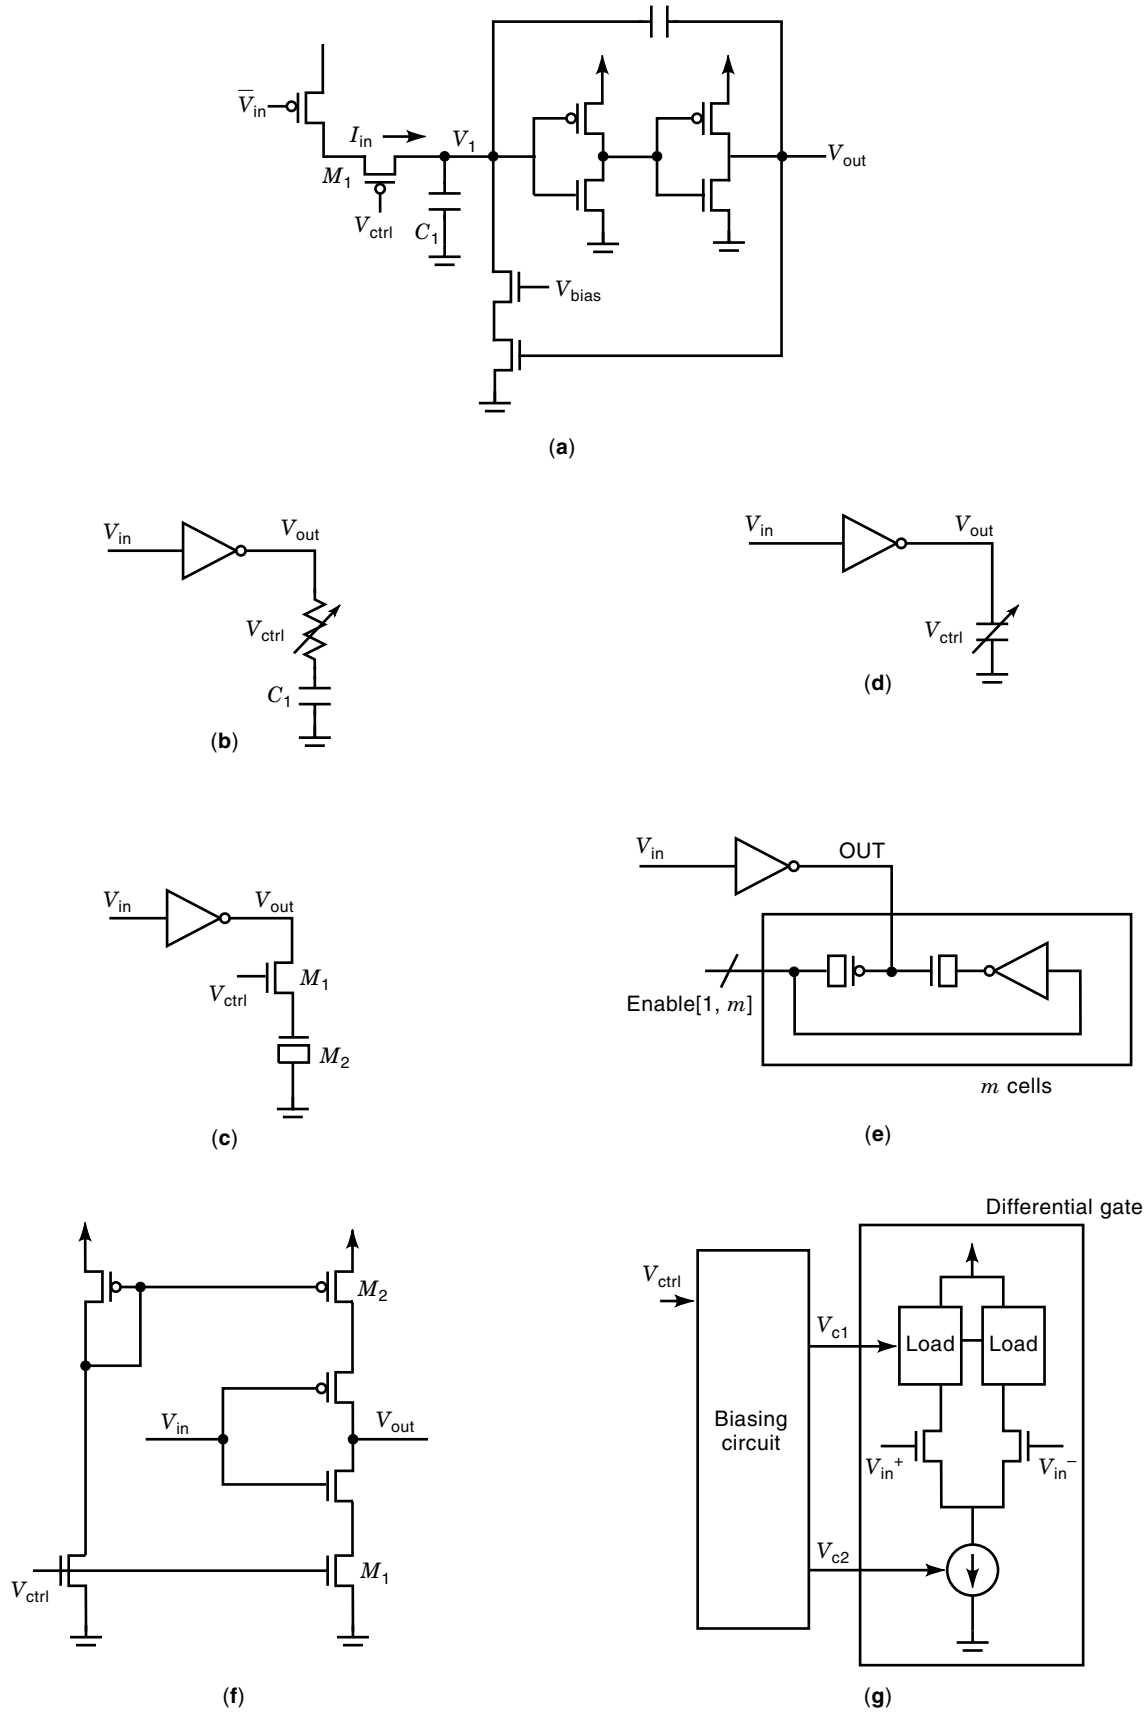 V̅in
Iin
V1
Vout
M1
Vctrl
C1
Vbias
(a)
Vin
Vout
Vctrl
C1
(b)
Vin
Vout
Vctrl
(d)
Vin
Vout
M1
Vctrl
M2
(c)
Vin
OUT
Enable[1, m]
m cells
(e)
M2
Vin
Vout
Vctrl
M1
(f)
Differential gate
Vctrl
Vc1
Load
Load
Biasing
circuit
Vin+
Vin−
Vc2
(g)